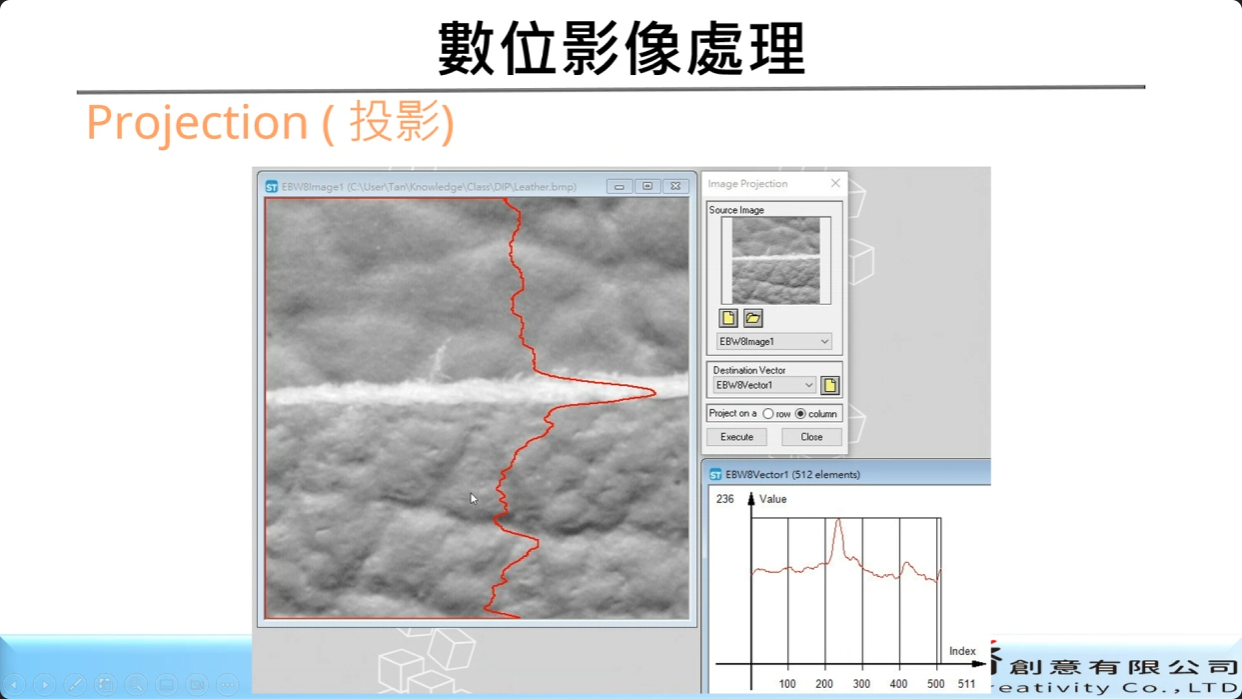 數位影像處理
Projection ( 投影)
EBW8Image1 (C:\User\Tan\Knowledge\Class\DIP\Leather.bmp)
Image Projection
Source Image
EBW8Image1
Destination Vector
EBW8Vector1
Project on a row column
Execute Close
EBW8Vector1 (512 elements)
236 Value
Index
100 200 300 400 500 511
創意有限公司
reativity Co.,LTD